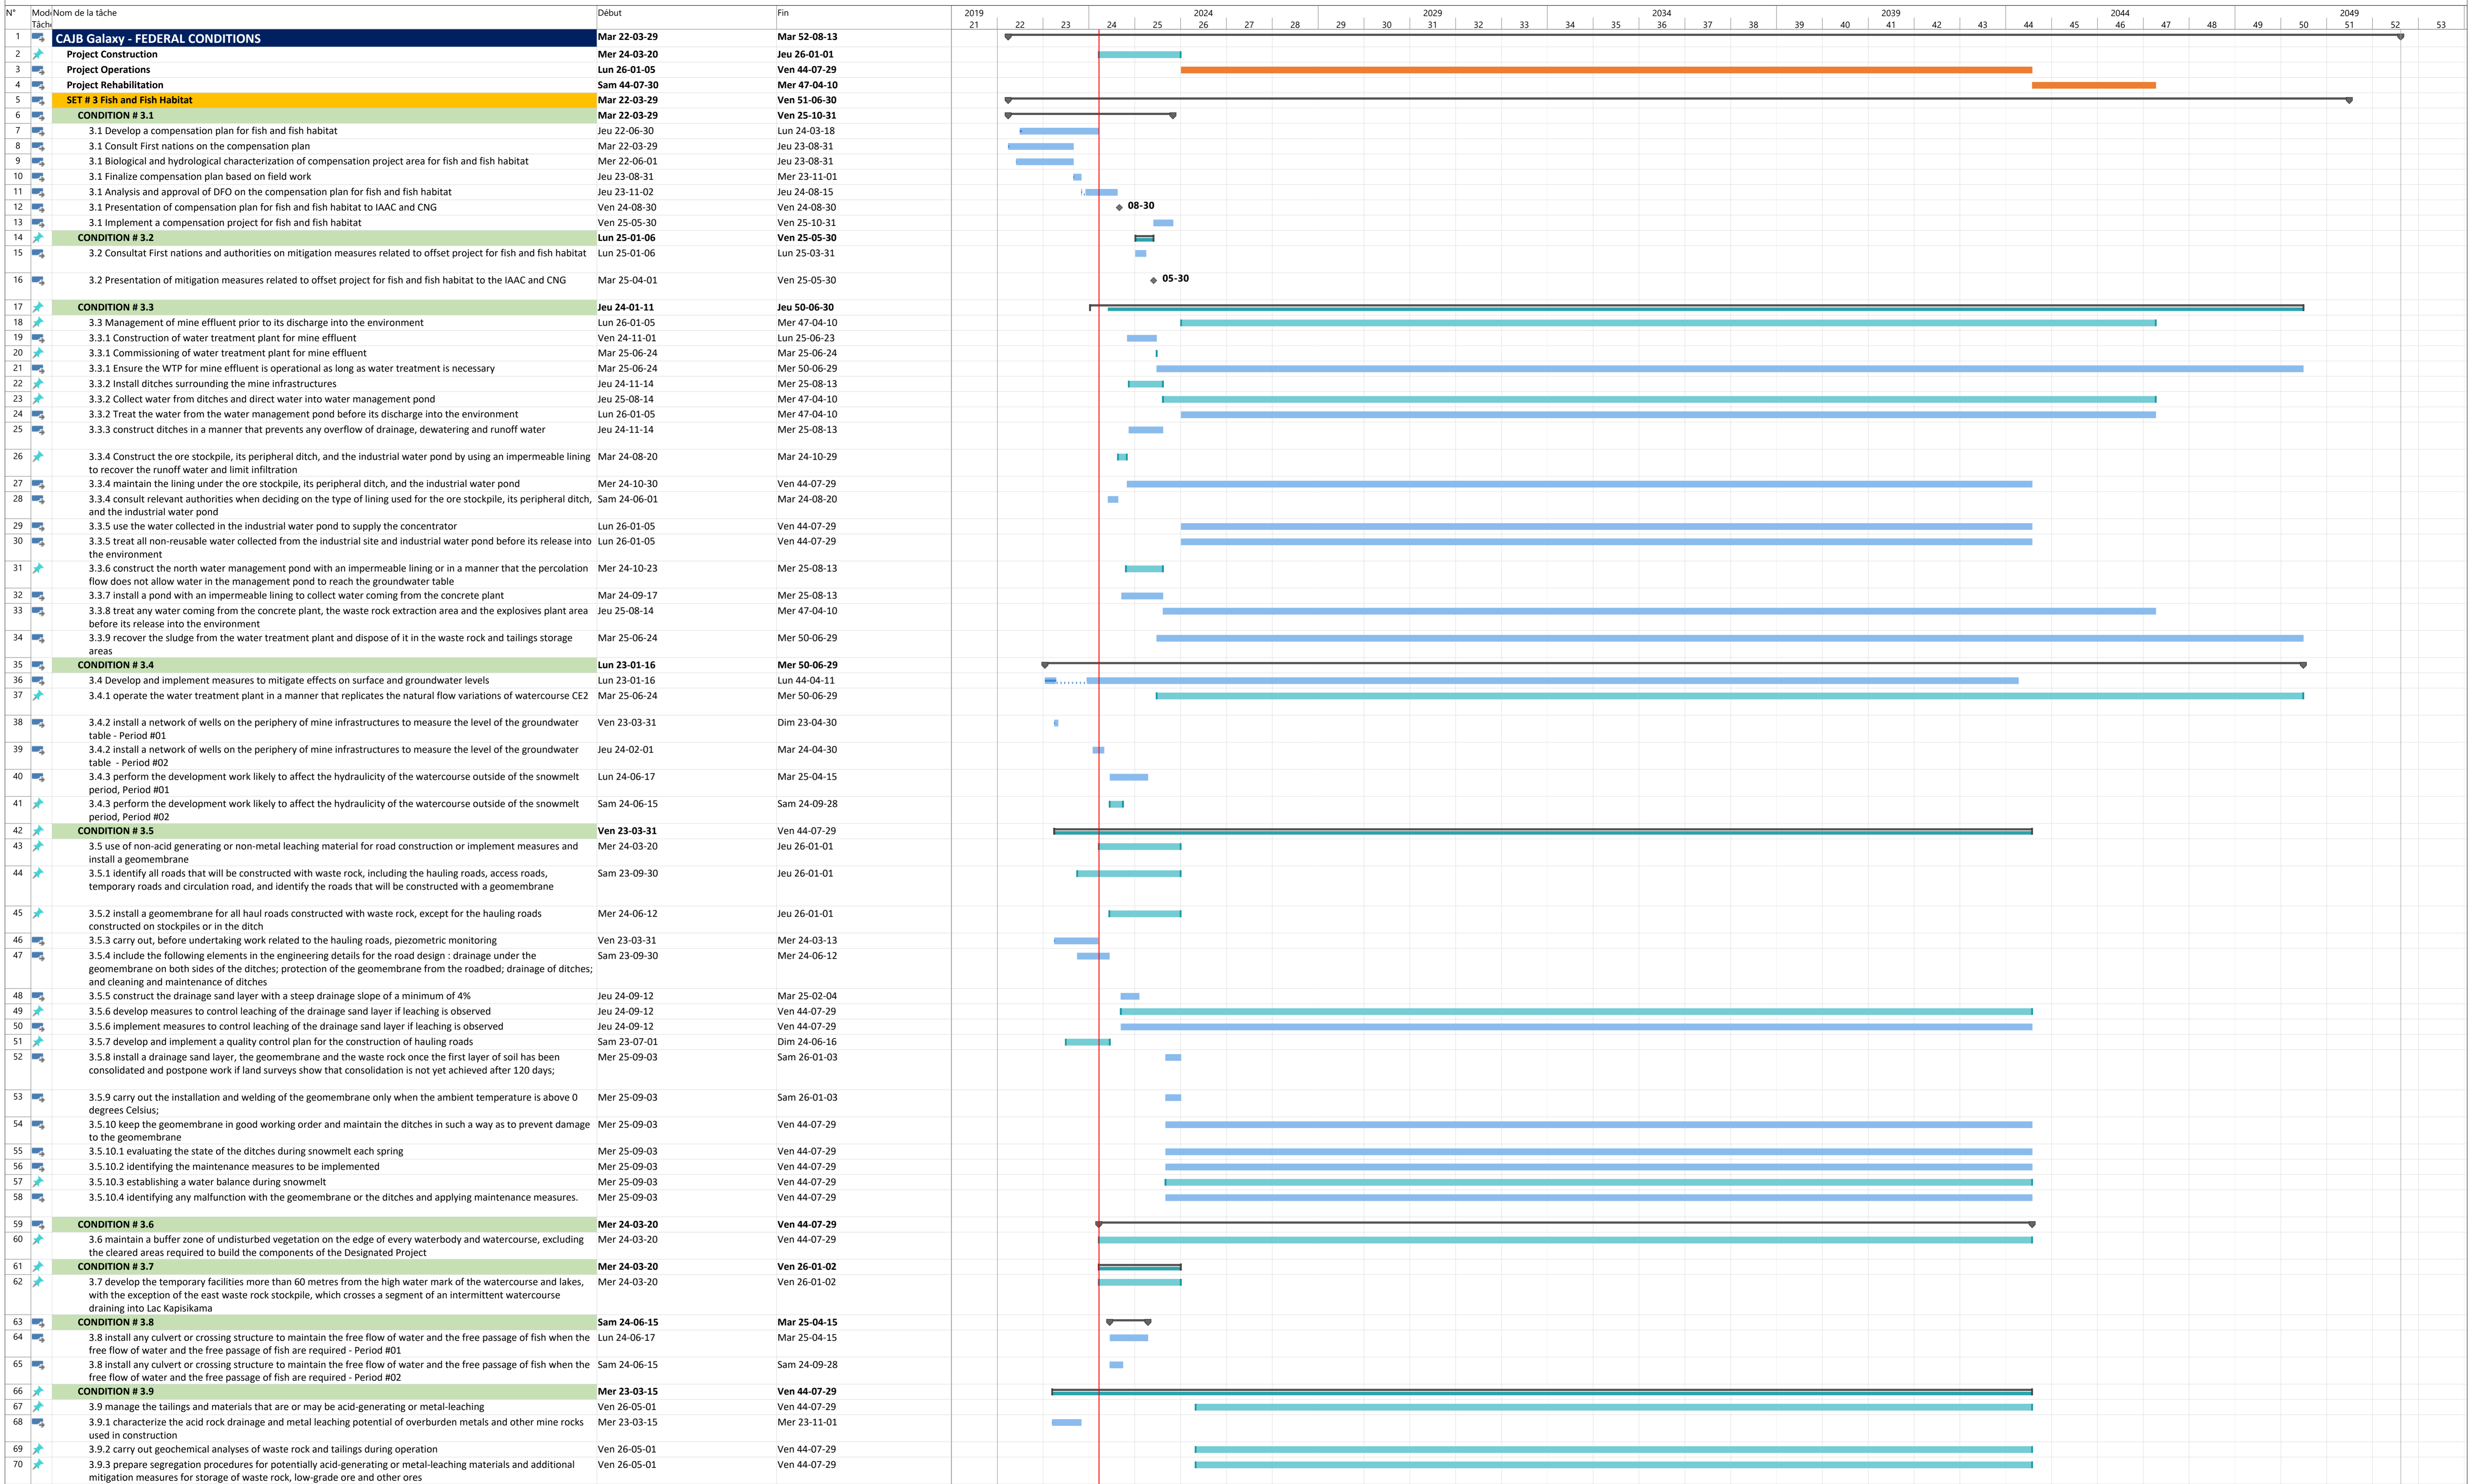 N° Mode Nom de la tâche Début Fin 2019 2024 2029 2034 2039 2044 2049
Tâche 21 22 23 24 25 26 27 28 29 30 31 32 33 34 35 36 37 38 39 40 41 42 43 44 45 46 47 48 49 50 51 52 53
1 CAJB Galaxy - FEDERAL CONDITIONS Mar 22-03-29 Mar 52-08-13
2 Project Construction Mer 24-03-20 Jeu 26-01-01
3 Project Operations Lun 26-01-05 Ven 44-07-29
4 Project Rehabilitation Sam 44-07-30 Mer 47-04-10
5 SET # 3 Fish and Fish Habitat Mar 22-03-29 Ven 51-06-30
6 CONDITION # 3.1 Mar 22-03-29 Ven 25-10-31
7 3.1 Develop a compensation plan for fish and fish habitat Jeu 22-06-30 Lun 24-03-18
8 3.1 Consult First nations on the compensation plan Mar 22-03-29 Jeu 23-08-31
9 3.1 Biological and hydrological characterization of compensation project area for fish and fish habitat Mer 22-06-01 Jeu 23-08-31
10 3.1 Finalize compensation plan based on field work Jeu 23-08-31 Mer 23-11-01
11 3.1 Analysis and approval of DFO on the compensation plan for fish and fish habitat Jeu 23-11-02 Jeu 24-08-15
12 3.1 Presentation of compensation plan for fish and fish habitat to IAAC and CNG Ven 24-08-30 Ven 24-08-30 08-30
13 3.1 Implement a compensation project for fish and fish habitat Ven 25-05-30 Ven 25-10-31
14 CONDITION # 3.2 Lun 25-01-06 Ven 25-05-30
15 3.2 Consultat First nations and authorities on mitigation measures related to offset project for fish and fish habitat Lun 25-01-06 Lun 25-03-31
16 3.2 Presentation of mitigation measures related to offset project for fish and fish habitat to the IAAC and CNG Mar 25-04-01 Ven 25-05-30 05-30
17 CONDITION # 3.3 Jeu 24-01-11 Jeu 50-06-30
18 3.3 Management of mine effluent prior to its discharge into the environment Lun 26-01-05 Mer 47-04-10
19 3.3.1 Construction of water treatment plant for mine effluent Ven 24-11-01 Lun 25-06-23
20 3.3.1 Commissioning of water treatment plant for mine effluent Mar 25-06-24 Mar 25-06-24
21 3.3.1 Ensure the WTP for mine effluent is operational as long as water treatment is necessary Mar 25-06-24 Mer 50-06-29
22 3.3.2 Install ditches surrounding the mine infrastructures Jeu 24-11-14 Mer 25-08-13
23 3.3.2 Collect water from ditches and direct water into water management pond Jeu 25-08-14 Mer 47-04-10
24 3.3.2 Treat the water from the water management pond before its discharge into the environment Lun 26-01-05 Mer 47-04-10
25 3.3.3 construct ditches in a manner that prevents any overflow of drainage, dewatering and runoff water Jeu 24-11-14 Mer 25-08-13
26 3.3.4 Construct the ore stockpile, its peripheral ditch, and the industrial water pond by using an impermeable lining Mar 24-08-20 Mar 24-10-29
to recover the runoff water and limit infiltration
27 3.3.4 maintain the lining under the ore stockpile, its peripheral ditch, and the industrial water pond Mer 24-10-30 Ven 44-07-29
28 3.3.4 consult relevant authorities when deciding on the type of lining used for the ore stockpile, its peripheral ditch, Sam 24-06-01 Mar 24-08-20
and the industrial water pond
29 3.3.5 use the water collected in the industrial water pond to supply the concentrator Lun 26-01-05 Ven 44-07-29
30 3.3.5 treat all non-reusable water collected from the industrial site and industrial water pond before its release into Lun 26-01-05 Ven 44-07-29
the environment
31 3.3.6 construct the north water management pond with an impermeable lining or in a manner that the percolation Mer 24-10-23 Mer 25-08-13
flow does not allow water in the management pond to reach the groundwater table
32 3.3.7 install a pond with an impermeable lining to collect water coming from the concrete plant Mar 24-09-17 Mer 25-08-13
33 3.3.8 treat any water coming from the concrete plant, the waste rock extraction area and the explosives plant area Jeu 25-08-14 Mer 47-04-10
before its release into the environment
34 3.3.9 recover the sludge from the water treatment plant and dispose of it in the waste rock and tailings storage Mar 25-06-24 Mer 50-06-29
areas
35 CONDITION # 3.4 Lun 23-01-16 Mer 50-06-29
36 3.4 Develop and implement measures to mitigate effects on surface and groundwater levels Lun 23-01-16 Lun 44-04-11
37 3.4.1 operate the water treatment plant in a manner that replicates the natural flow variations of watercourse CE2 Mar 25-06-24 Mer 50-06-29
38 3.4.2 install a network of wells on the periphery of mine infrastructures to measure the level of the groundwater Ven 23-03-31 Dim 23-04-30
table - Period #01
39 3.4.2 install a network of wells on the periphery of mine infrastructures to measure the level of the groundwater Jeu 24-02-01 Mar 24-04-30
table - Period #02
40 3.4.3 perform the development work likely to affect the hydraulicity of the watercourse outside of the snowmelt Lun 24-06-17 Mar 25-04-15
period, Period #01
41 3.4.3 perform the development work likely to affect the hydraulicity of the watercourse outside of the snowmelt Sam 24-06-15 Sam 24-09-28
period, Period #02
42 CONDITION # 3.5 Ven 23-03-31 Ven 44-07-29
43 3.5 use of non-acid generating or non-metal leaching material for road construction or implement measures and Mer 24-03-20 Jeu 26-01-01
install a geomembrane
44 3.5.1 identify all roads that will be constructed with waste rock, including the hauling roads, access roads, Sam 23-09-30 Jeu 26-01-01
temporary roads and circulation road, and identify the roads that will be constructed with a geomembrane
45 3.5.2 install a geomembrane for all haul roads constructed with waste rock, except for the hauling roads Mer 24-06-12 Jeu 26-01-01
constructed on stockpiles or in the ditch
46 3.5.3 carry out, before undertaking work related to the hauling roads, piezometric monitoring Ven 23-03-31 Mer 24-03-13
47 3.5.4 include the following elements in the engineering details for the road design : drainage under the Sam 23-09-30 Mer 24-06-12
geomembrane on both sides of the ditches; protection of the geomembrane from the roadbed; drainage of ditches;
and cleaning and maintenance of ditches
48 3.5.5 construct the drainage sand layer with a steep drainage slope of a minimum of 4% Jeu 24-09-12 Mar 25-02-04
49 3.5.6 develop measures to control leaching of the drainage sand layer if leaching is observed Jeu 24-09-12 Ven 44-07-29
50 3.5.6 implement measures to control leaching of the drainage sand layer if leaching is observed Jeu 24-09-12 Ven 44-07-29
51 3.5.7 develop and implement a quality control plan for the construction of hauling roads Sam 23-07-01 Dim 24-06-16
52 3.5.8 install a drainage sand layer, the geomembrane and the waste rock once the first layer of soil has been Mer 25-09-03 Sam 26-01-03
consolidated and postpone work if land surveys show that consolidation is not yet achieved after 120 days;
53 3.5.9 carry out the installation and welding of the geomembrane only when the ambient temperature is above 0 Mer 25-09-03 Sam 26-01-03
degrees Celsius;
54 3.5.10 keep the geomembrane in good working order and maintain the ditches in such a way as to prevent damage Mer 25-09-03 Ven 44-07-29
to the geomembrane
55 3.5.10.1 evaluating the state of the ditches during snowmelt each spring Mer 25-09-03 Ven 44-07-29
56 3.5.10.2 identifying the maintenance measures to be implemented Mer 25-09-03 Ven 44-07-29
57 3.5.10.3 establishing a water balance during snowmelt Mer 25-09-03 Ven 44-07-29
58 3.5.10.4 identifying any malfunction with the geomembrane or the ditches and applying maintenance measures. Mer 25-09-03 Ven 44-07-29
59 CONDITION # 3.6 Mer 24-03-20 Ven 44-07-29
60 3.6 maintain a buffer zone of undisturbed vegetation on the edge of every waterbody and watercourse, excluding Mer 24-03-20 Ven 44-07-29
the cleared areas required to build the components of the Designated Project
61 CONDITION # 3.7 Mer 24-03-20 Ven 26-01-02
62 3.7 develop the temporary facilities more than 60 metres from the high water mark of the watercourse and lakes, Mer 24-03-20 Ven 26-01-02
with the exception of the east waste rock stockpile, which crosses a segment of an intermittent watercourse
draining into Lac Kapisikama
63 CONDITION # 3.8 Sam 24-06-15 Mar 25-04-15
64 3.8 install any culvert or crossing structure to maintain the free flow of water and the free passage of fish when the Lun 24-06-17 Mar 25-04-15
free flow of water and the free passage of fish are required - Period #01
65 3.8 install any culvert or crossing structure to maintain the free flow of water and the free passage of fish when the Sam 24-06-15 Sam 24-09-28
free flow of water and the free passage of fish are required - Period #02
66 CONDITION # 3.9 Mer 23-03-15 Ven 44-07-29
67 3.9 manage the tailings and materials that are or may be acid-generating or metal-leaching Ven 26-05-01 Ven 44-07-29
68 3.9.1 characterize the acid rock drainage and metal leaching potential of overburden metals and other mine rocks Mer 23-03-15 Mer 23-11-01
used in construction
69 3.9.2 carry out geochemical analyses of waste rock and tailings during operation Ven 26-05-01 Ven 44-07-29
70 3.9.3 prepare segregation procedures for potentially acid-generating or metal-leaching materials and additional Ven 26-05-01 Ven 44-07-29
mitigation measures for storage of waste rock, low-grade ore and other ores